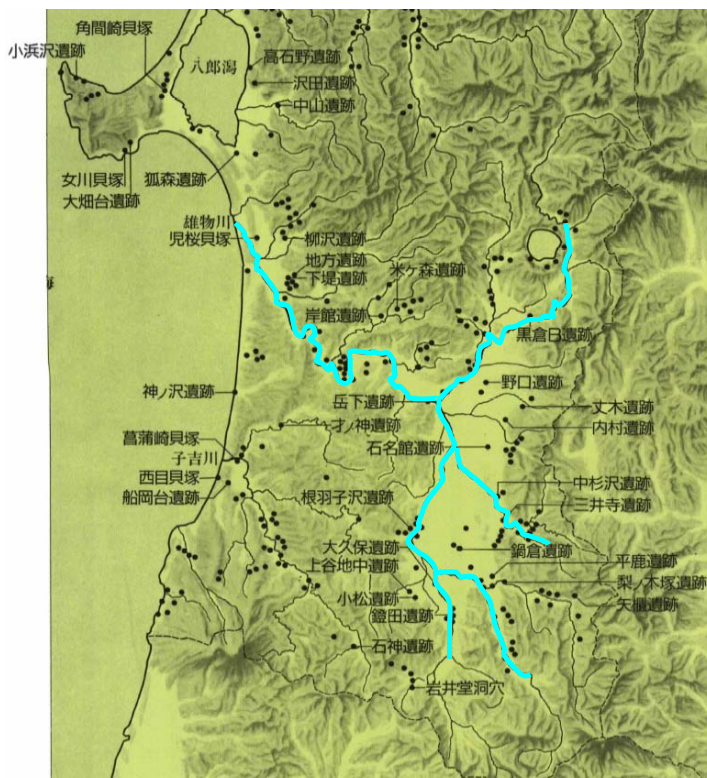 角間崎貝塚
小浜沢遺跡
八郎潟
高石野遺跡
沢田遺跡
中山遺跡
女川貝塚
狐森遺跡
大畑台遺跡
雄物川
児桜貝塚
柳沢遺跡
地方遺跡
下堤遺跡
米ヶ森遺跡
岸館遺跡
黒倉B遺跡
神ノ沢遺跡
野口遺跡
岳下遺跡
丈木遺跡
才ノ神遺跡
内村遺跡
菖蒲崎貝塚
石名館遺跡
子吉川
西目貝塚
中杉沢遺跡
船岡台遺跡
根羽子沢遺跡
三井寺遺跡
大久保遺跡
鍋倉遺跡
平鹿遺跡
上谷地中遺跡
梨ノ木塚遺跡
小松遺跡
矢櫃遺跡
鐙田遺跡
石神遺跡
岩井堂洞穴